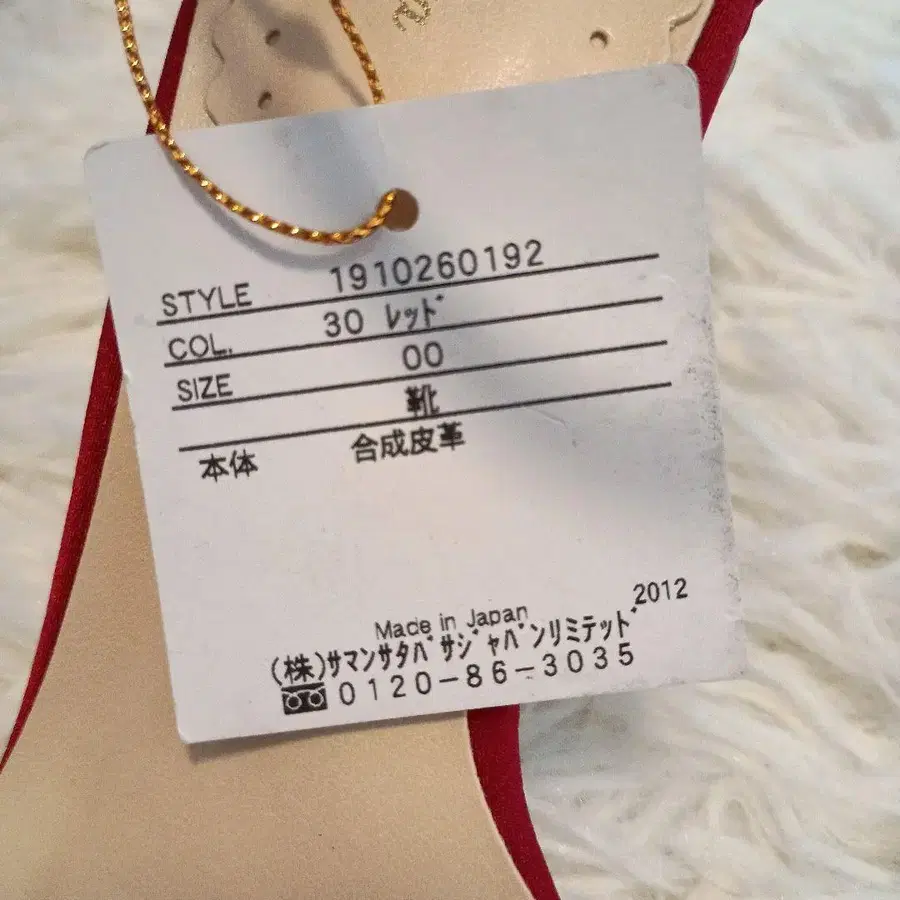 STYLE 1910260192
COL. 30 ﾚｯﾄﾞ
SIZE 00
靴
本体 合成皮革
2012
Made in Japan
(株)ｻﾏﾝｻﾀﾊﾞｻｼﾞｬﾊﾟﾝﾘﾐﾃｯﾄﾞ
0120-86-3035